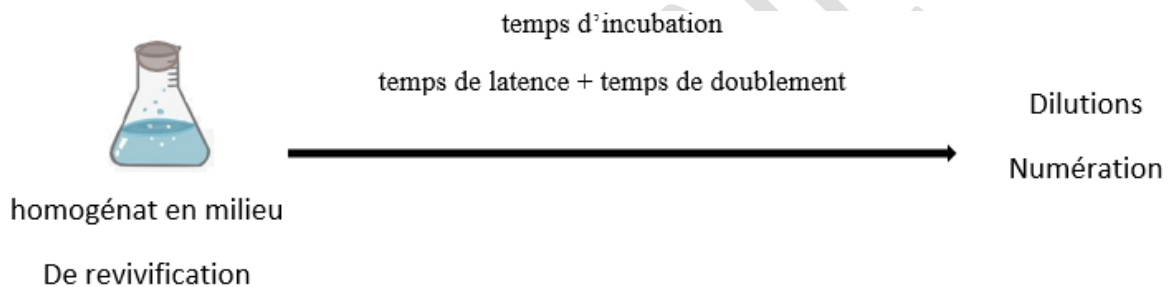 temps d’incubation
temps de latence + temps de doublement
Dilutions
Numération
homogénat en milieu
De revivification